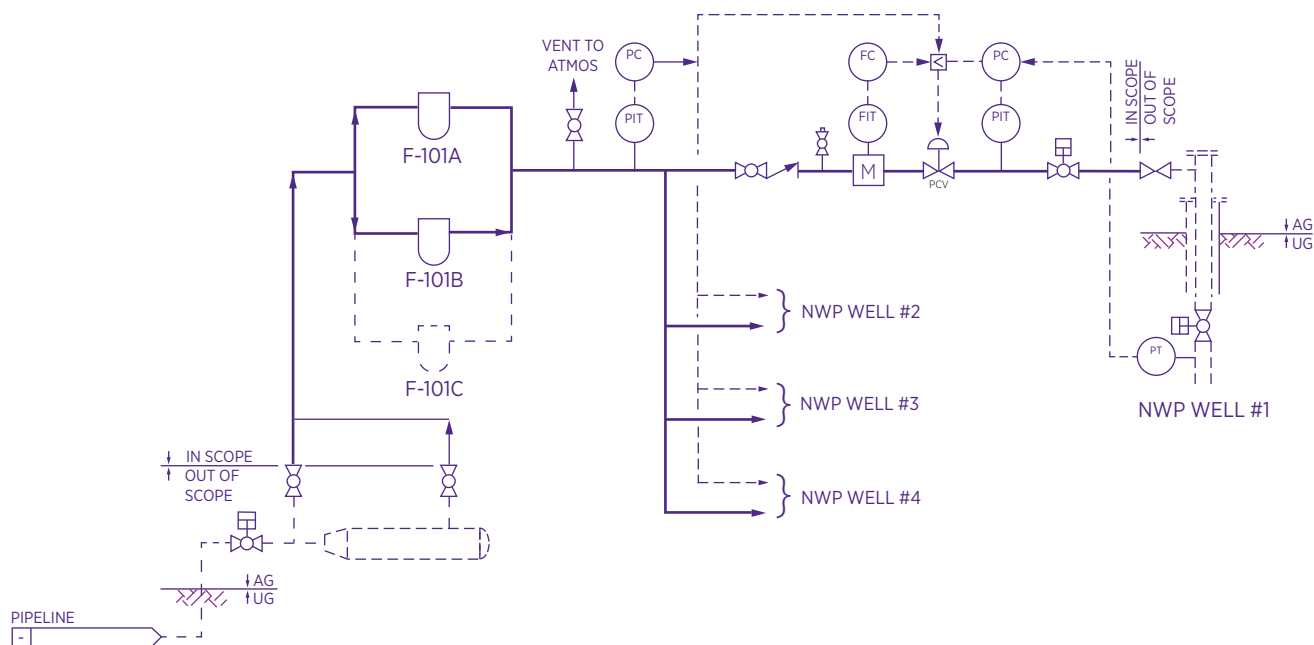 VENT TO
ATMOS
PC
FC
<
PC
PIT
FIT
PIT
M
PCV
IN SCOPE
OUT OF
SCOPE
F-101A
F-101B
F-101C
AG
UG
NWP WELL #2
PT
NWP WELL #3
NWP WELL #1
IN SCOPE
OUT OF
SCOPE
NWP WELL #4
AG
UG
PIPELINE
-